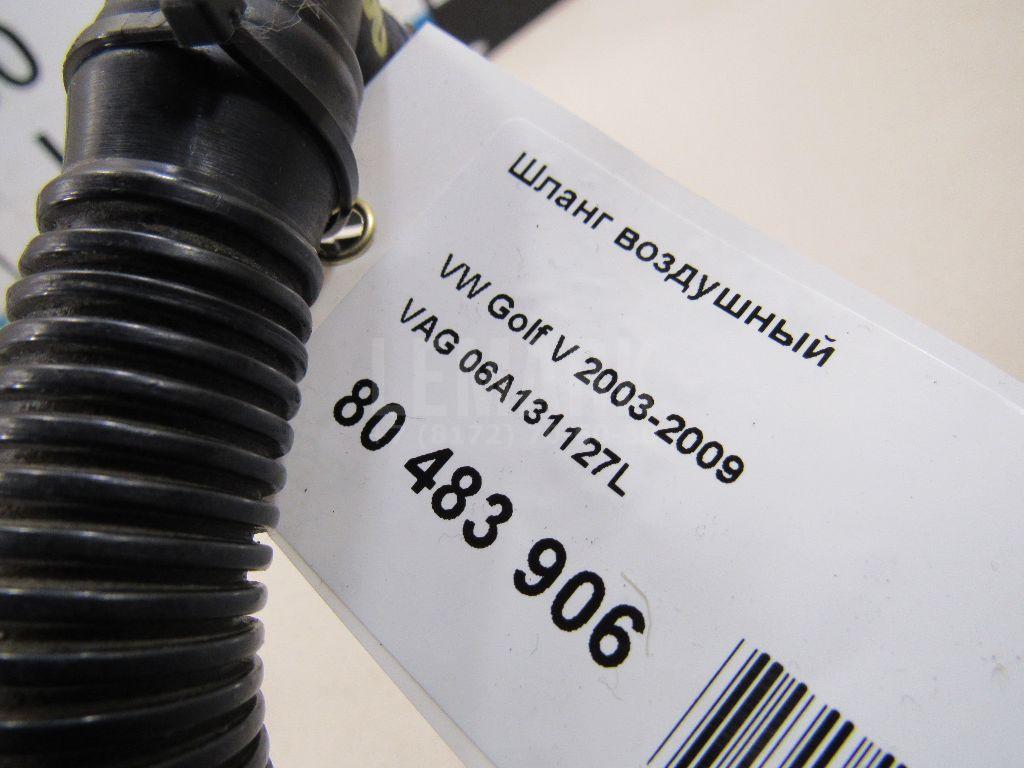 Шланг воздушный
VW Golf V 2003-2009
VAG 06A131127L
80 483 906